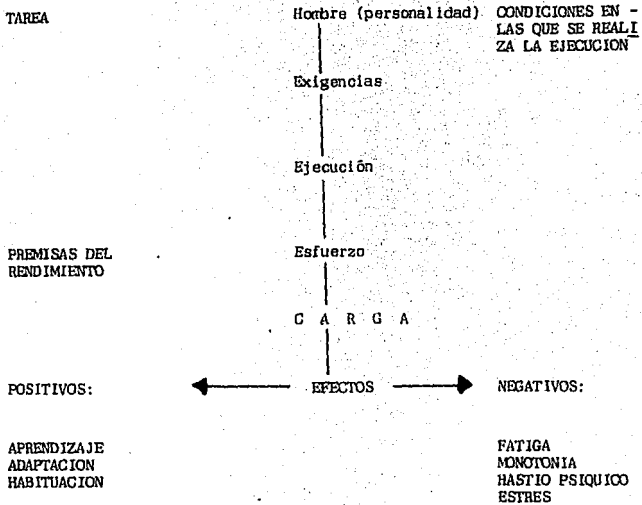 TAREA
Hombre (personalidad)
CONDICIONES EN -
LAS QUE SE REALI
ZA LA EJECUCION
Exigencias
Ejecución
PREMISAS DEL
RENDIMIENTO
Esfuerzo
C A R G A
POSITIVOS:
EFECTOS
NEGATIVOS:
APRENDIZAJE
ADAPTACION
HABITUACION
FATIGA
MONOTONIA
HASTIO PSIQUICO
ESTRES